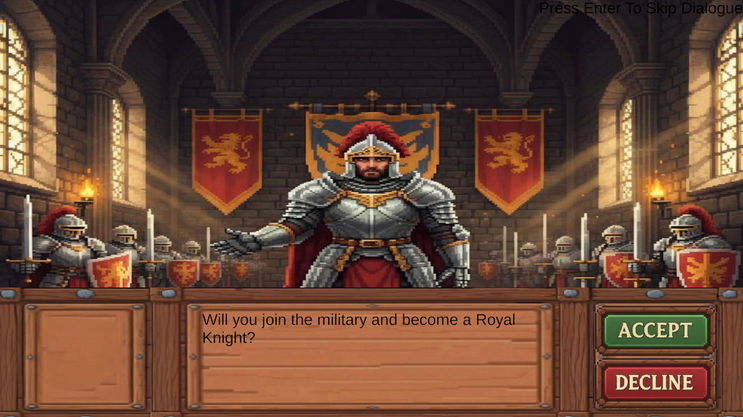 Press Enter To Skip Dialogue
Will you join the military and become a Royal
Knight?
ACCEPT
DECLINE